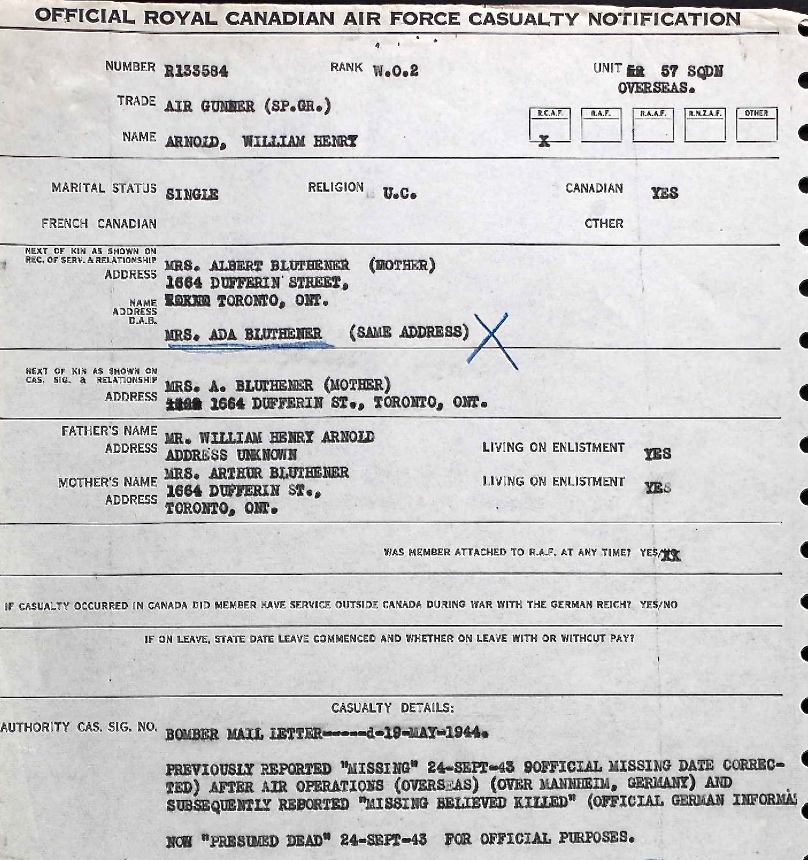 OFFICIAL ROYAL CANADIAN AIR FORCE CASUALTY NOTIFICATION
NUMBER R133584 RANK W.O.2 UNIT 57 SQDN
OVERSEAS.
TRADE AIR GUNNER (SP.GR.)
R.C.A.F. R.A.F. R.A.A.F. R.N.Z.A.F. OTHER
NAME ARNOLD, WILLIAM HENRY X
MARITAL STATUS SINGLE RELIGION U.C. CANADIAN YES
FRENCH CANADIAN OTHER
NEXT OF KIN AS SHOWN ON
REC. OF SERV. & RELATIONSHIP MRS. ALBERT BLUTHENER (MOTHER)
ADDRESS 1664 DUFFERIN STREET,
NAME TORONTO, ONT.
ADDRESS
D.A.B. MRS. ADA BLUTHENER (SAME ADDRESS) X
NEXT OF KIN AS SHOWN ON
CAS. SIG. & RELATIONSHIP MRS. A. BLUTHENER (MOTHER)
ADDRESS 1664 DUFFERIN ST., TORONTO, ONT.
FATHER'S NAME MR. WILLIAM HENRY ARNOLD
ADDRESS ADDRESS UNKNOWN LIVING ON ENLISTMENT YES
MOTHER'S NAME MRS. ARTHUR BLUTHENER LIVING ON ENLISTMENT YES
ADDRESS 1664 DUFFERIN ST.,
TORONTO, ONT.
WAS MEMBER ATTACHED TO R.A.F. AT ANY TIME? YES/XX
IF CASUALTY OCCURRED IN CANADA DID MEMBER HAVE SERVICE OUTSIDE CANADA DURING WAR WITH THE GERMAN REICH? YES/NO
IF ON LEAVE, STATE DATE LEAVE COMMENCED AND WHETHER ON LEAVE WITH OR WITHOUT PAY?
CASUALTY DETAILS:
AUTHORITY CAS. SIG. NO. BOMBER MAIL LETTER-----d-19-MAY-1944.
PREVIOUSLY REPORTED "MISSING" 24-SEPT-43 9OFFICIAL MISSING DATE CORREC-
TED) AFTER AIR OPERATIONS (OVERSEAS) (OVER MANNHEIM, GERMANY) AND
SUBSEQUENTLY REPORTED "MISSING BELIEVED KILLED" (OFFICIAL GERMAN INFORMA
NOW "PRESUMED DEAD" 24-SEPT-43 FOR OFFICIAL PURPOSES.